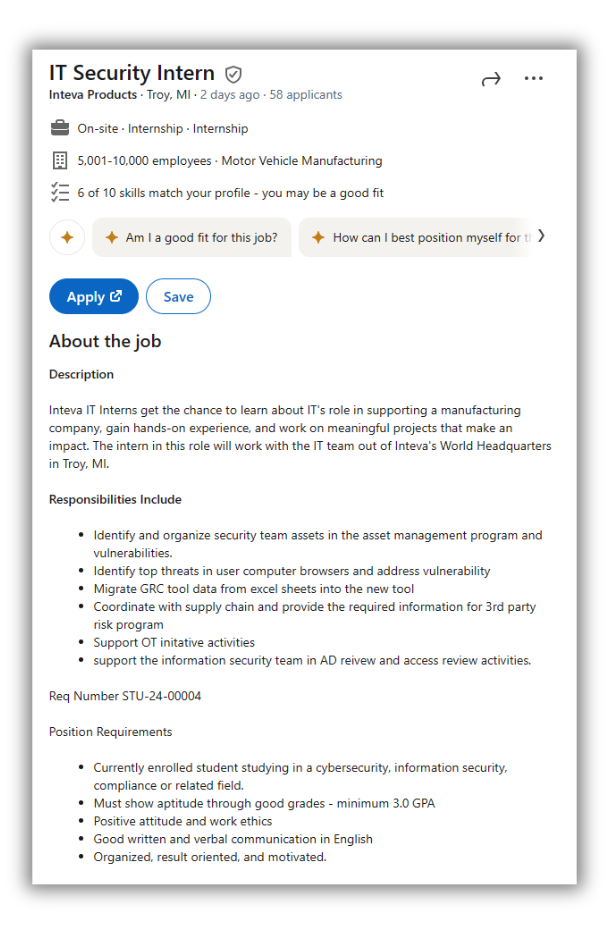 IT Security Intern
Inteva Products · Troy, MI · 2 days ago · 58 applicants
On-site · Internship · Internship
5,001-10,000 employees · Motor Vehicle Manufacturing
6 of 10 skills match your profile - you may be a good fit
Am I a good fit for this job?
How can I best position myself for
Apply
Save
About the job
Description
Inteva IT Interns get the chance to learn about IT's role in supporting a manufacturing
company, gain hands-on experience, and work on meaningful projects that make an
impact. The intern in this role will work with the IT team out of Inteva's World Headquarters
in Troy, MI.
Responsibilities Include
• Identify and organize security team assets in the asset management program and
vulnerabilities.
• Identify top threats in user computer browsers and address vulnerability
• Migrate GRC tool data from excel sheets into the new tool
• Coordinate with supply chain and provide the required information for 3rd party
risk program
• Support OT initative activities
• support the information security team in AD reivew and access review activities.
Req Number STU-24-00004
Position Requirements
• Currently enrolled student studying in a cybersecurity, information security,
compliance or related field.
• Must show aptitude through good grades - minimum 3.0 GPA
• Positive attitude and work ethics
• Good written and verbal communication in English
• Organized, result oriented, and motivated.